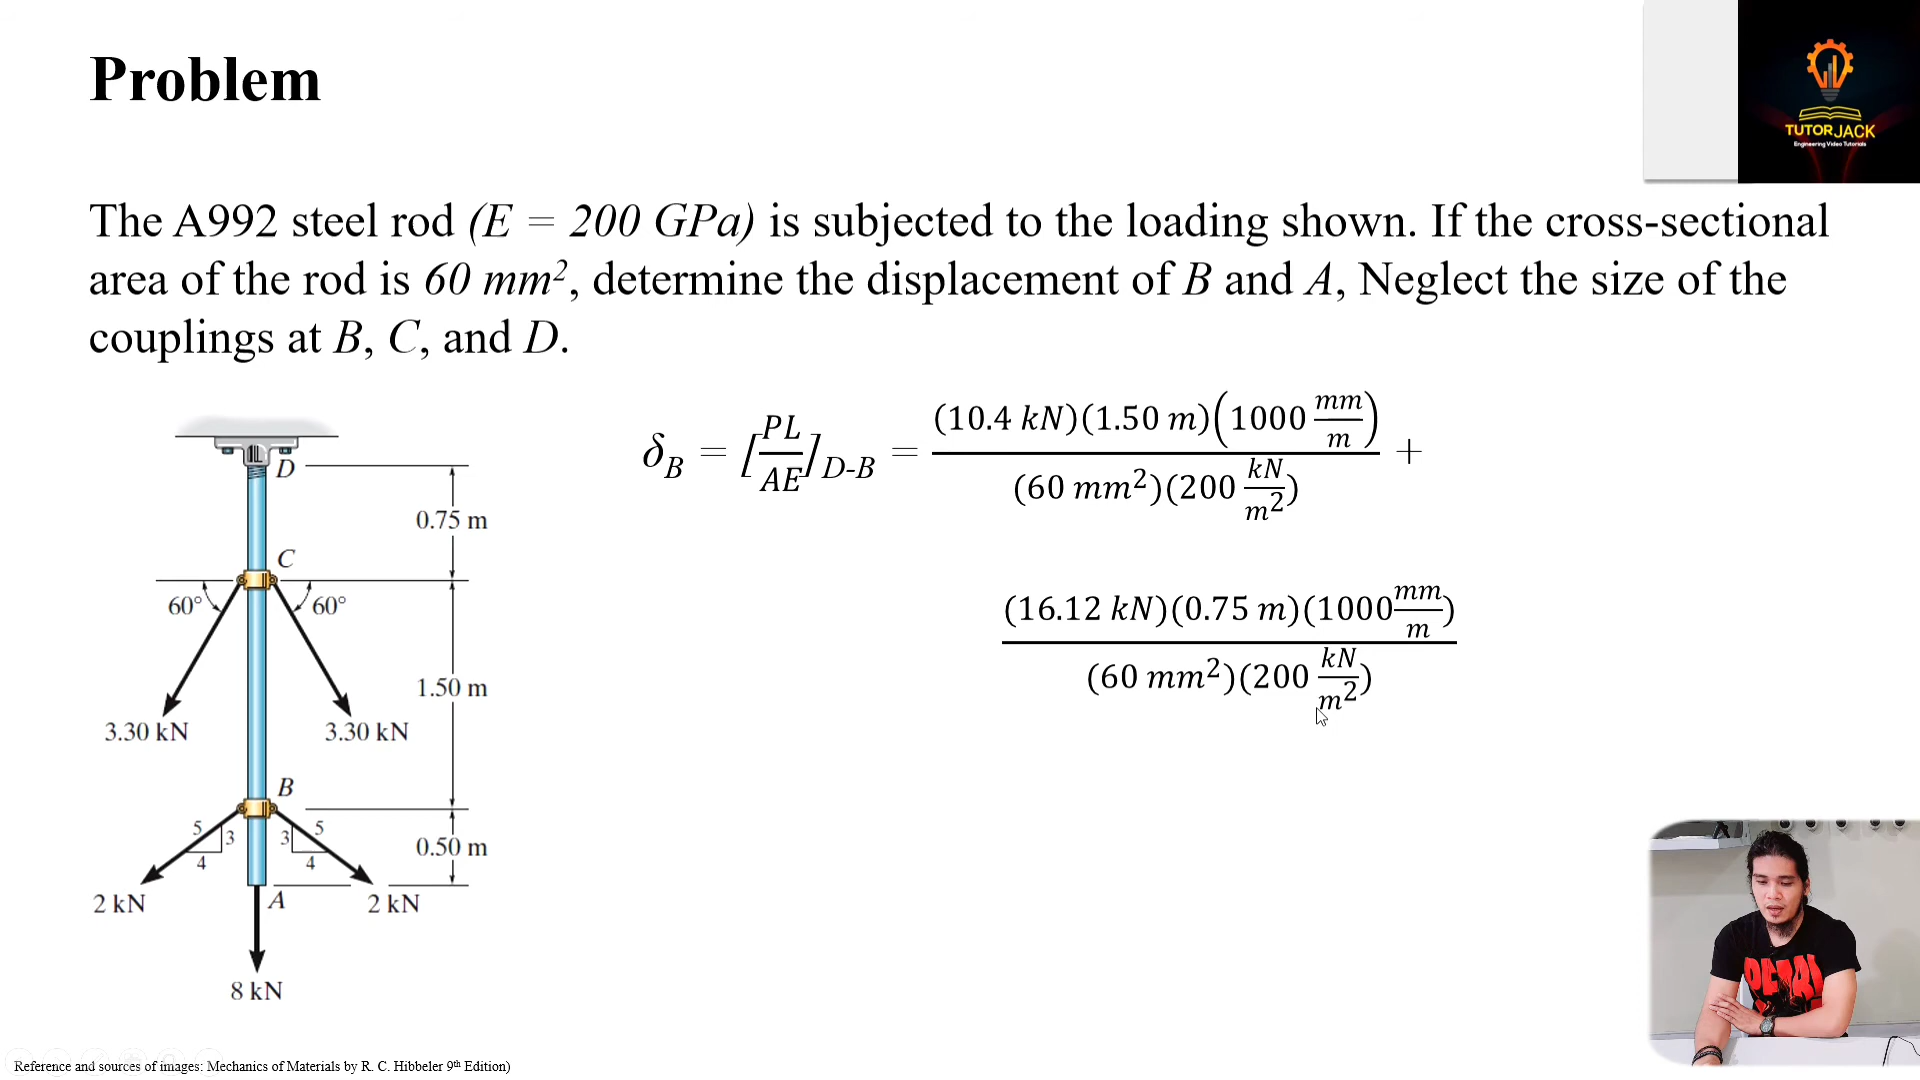 Problem
TUTORJACK
Engineering Video Tutorials
The A992 steel rod (E = 200 GPa) is subjected to the loading shown. If the cross-sectional
area of the rod is 60 mm², determine the displacement of B and A, Neglect the size of the
couplings at B, C, and D.
δ_B = [PL/AE]_D-B = (10.4 kN)(1.50 m)(1000 mm/m) / (60 mm²)(200 kN/m²) +
(16.12 kN)(0.75 m)(1000 mm/m) / (60 mm²)(200 kN/m²)
D
0.75 m
C
60° 60°
1.50 m
3.30 kN 3.30 kN
B
5 3 4 3 5 4
0.50 m
2 kN A 2 kN
8 kN
Reference and sources of images: Mechanics of Materials by R. C. Hibbeler 9th Edition)